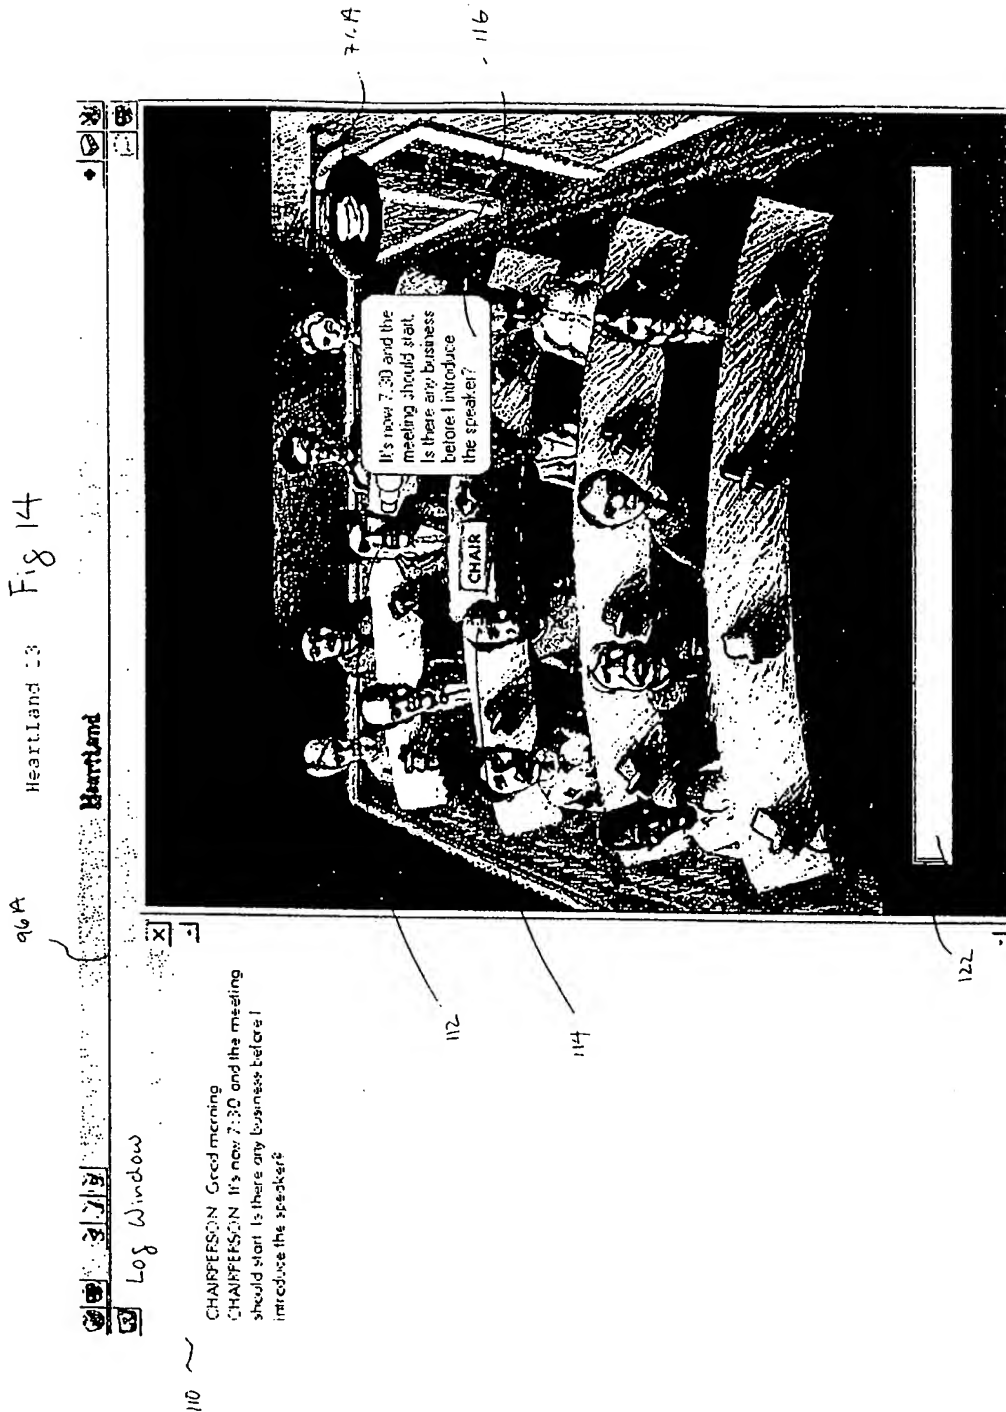 Heartland 13 Fig 14
96A
Heartland
Log Window
110
CHAIRPERSON Good morning
CHAIRPERSON It's now 7:30 and the meeting
should start Is there any business before I
introduce the speaker?
112
114
It's now 7:30 and the
meeting should start.
Is there any business
before I introduce
the speaker?
CHAIR
116
122